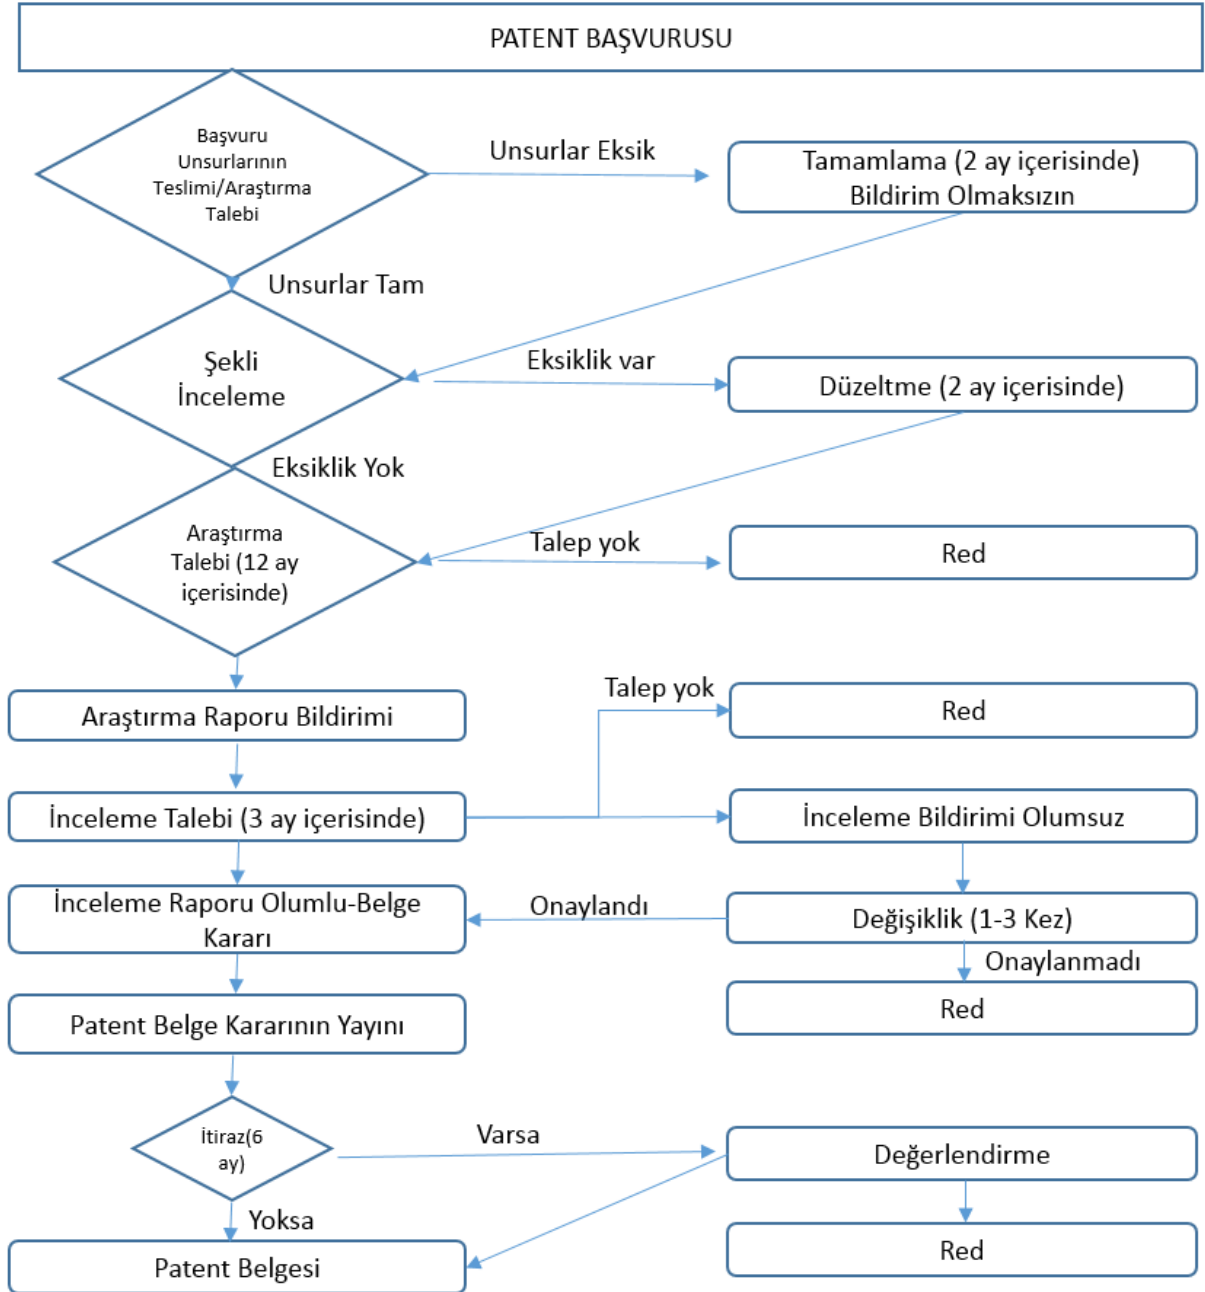 PATENT BAŞVURUSU
Başvuru
Unsurlarının
Teslimi/Araştırma
Talebi
Unsurlar Eksik
Tamamlama (2 ay içerisinde)
Bildirim Olmaksızın
Unsurlar Tam
Şekli
İnceleme
Eksiklik var
Düzeltme (2 ay içerisinde)
Eksiklik Yok
Araştırma
Talebi (12 ay
içerisinde)
Talep yok
Red
Araştırma Raporu Bildirimi
Talep yok
Red
İnceleme Talebi (3 ay içerisinde)
İnceleme Bildirimi Olumsuz
İnceleme Raporu Olumlu-Belge
Kararı
Onaylandı
Değişiklik (1-3 Kez)
Onaylanmadı
Red
Patent Belge Kararının Yayını
İtiraz(6
ay)
Varsa
Değerlendirme
Yoksa
Red
Patent Belgesi